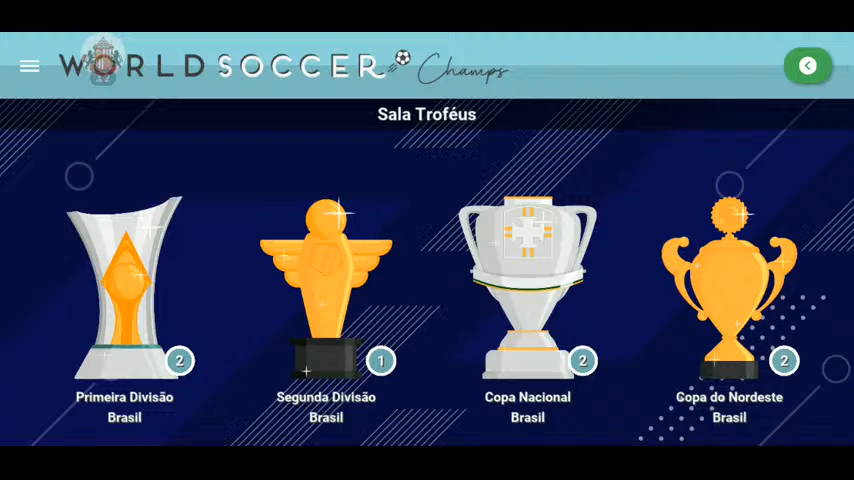 WORLD SOCCER Champs
Sala Troféus
2
1
2
2
Primeira Divisão
Brasil
Segunda Divisão
Brasil
Copa Nacional
Brasil
Copa do Nordeste
Brasil